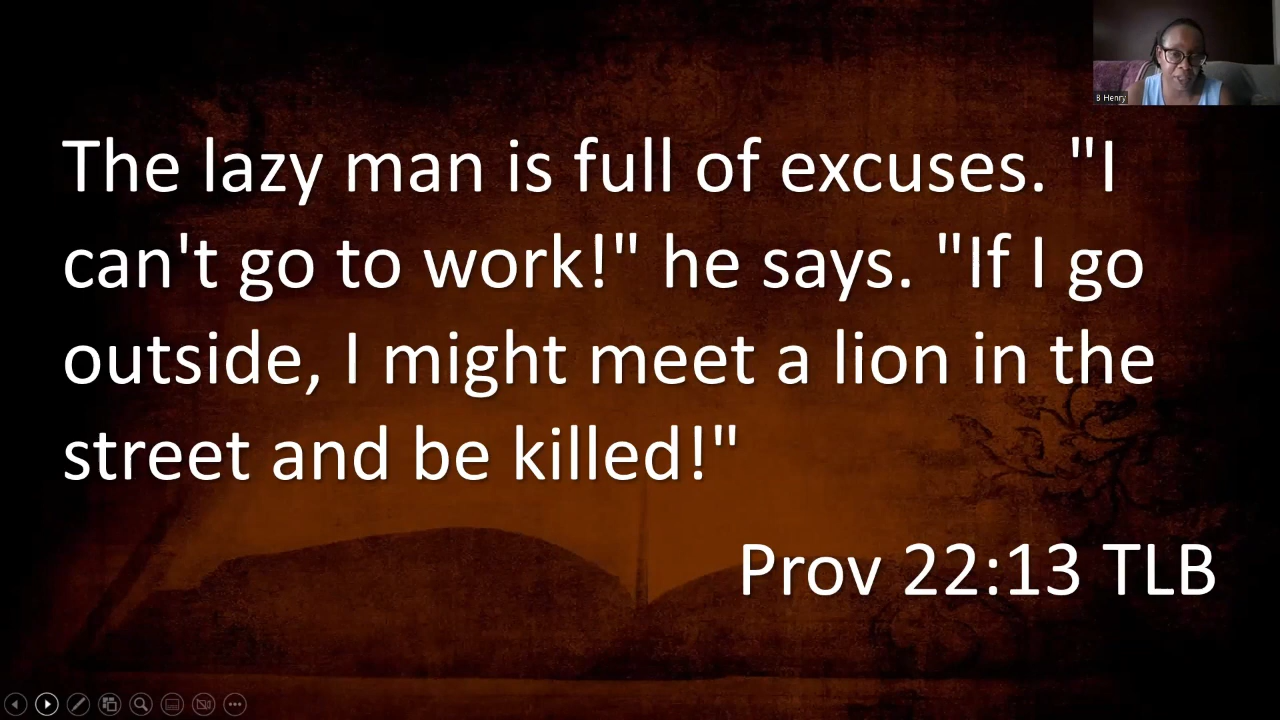 B Henry
The lazy man is full of excuses. "I
can't go to work!" he says. "If I go
outside, I might meet a lion in the
street and be killed!"
Prov 22:13 TLB